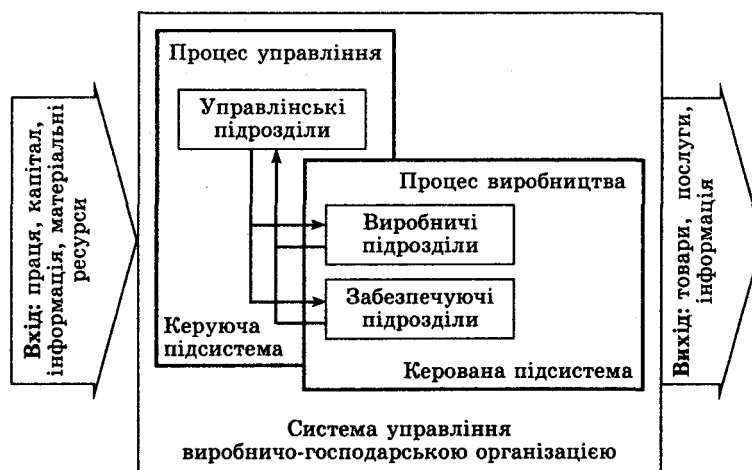 Вхід: праця, капітал,
інформація, матеріальні
ресурси
Процес управління
Управлінські
підрозділи
Процес виробництва
Виробничі
підрозділи
Забезпечуючі
підрозділи
Керуюча
підсистема
Керована підсистема
Система управління
виробничо-господарською організацією
Вихід: товари, послуги,
інформація